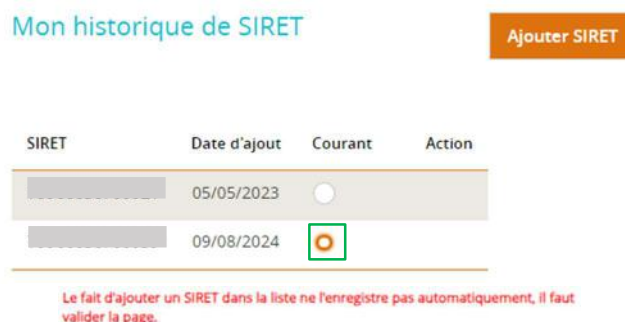 Mon historique de SIRET
Ajouter SIRET
SIRET Date d'ajout Courant Action
05/05/2023
09/08/2024
Le fait d'ajouter un SIRET dans la liste ne l'enregistre pas automatiquement, il faut
valider la page.